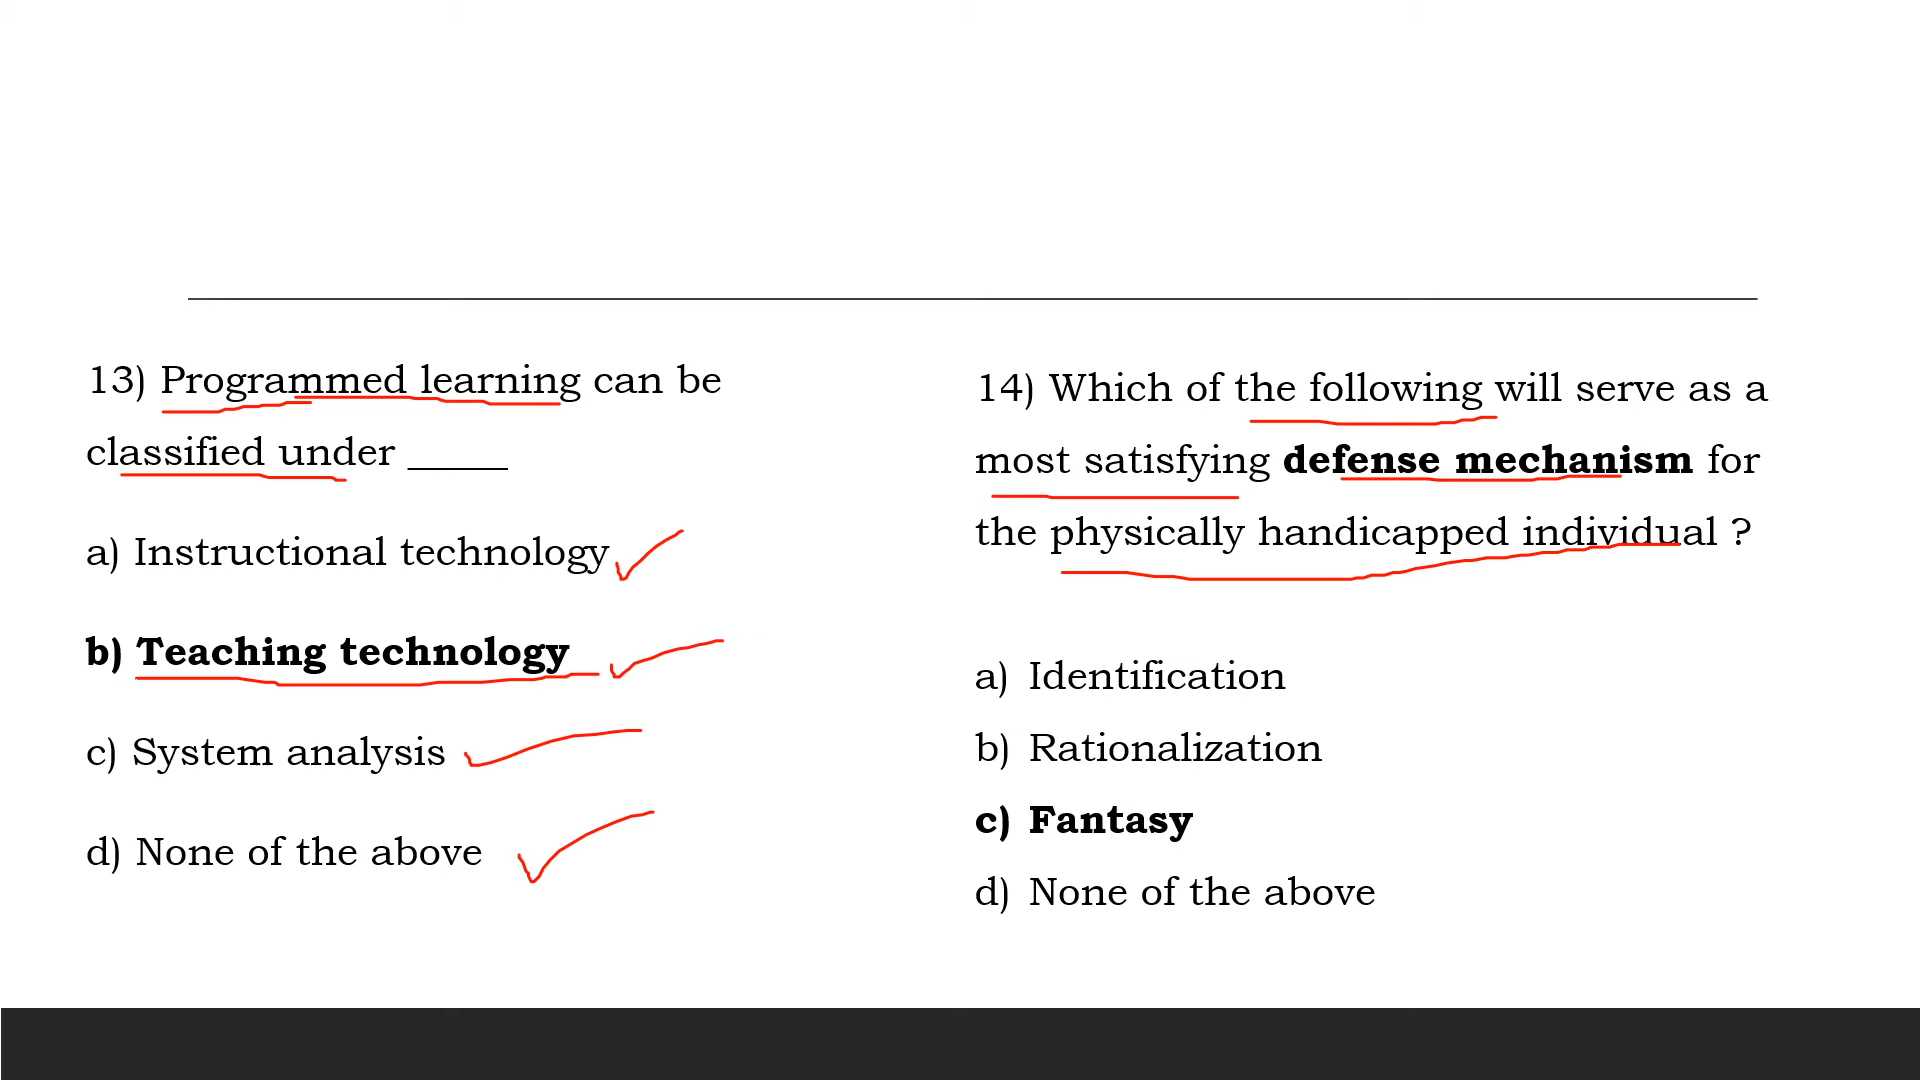 13) Programmed learning can be
classified under _____
a) Instructional technology
b) Teaching technology
c) System analysis
d) None of the above
14) Which of the following will serve as a
most satisfying defense mechanism for
the physically handicapped individual ?
a) Identification
b) Rationalization
c) Fantasy
d) None of the above